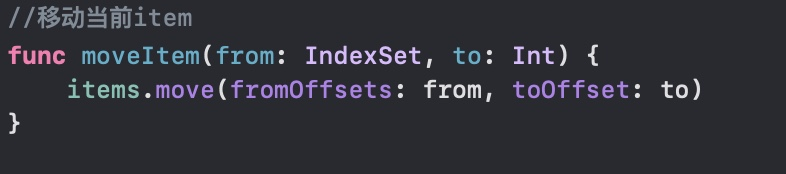 //移动当前item
func moveItem(from: IndexSet, to: Int) {
    items.move(fromOffsets: from, toOffset: to)
}